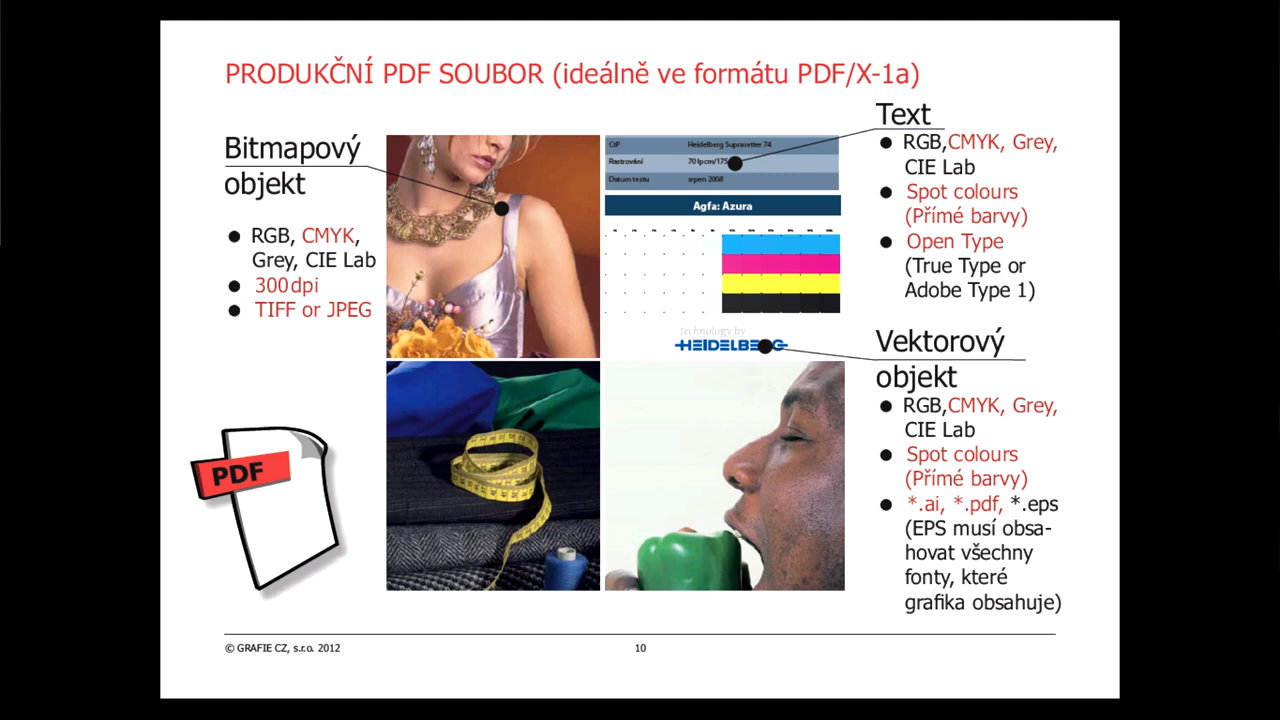 PRODUKČNÍ PDF SOUBOR (ideálně ve formátu PDF/X-1a)
Bitmapový
objekt
● RGB, CMYK,
Grey, CIE Lab
● 300dpi
● TIFF or JPEG
PDF
CtP Heidelberg Suprasetter 74
Rastrování 70 lpcm/175
Datum testu srpen 2008
Agfa: Azura
technology by
HEIDELBERG
Text
● RGB,CMYK, Grey,
CIE Lab
● Spot colours
(Přímé barvy)
● Open Type
(True Type or
Adobe Type 1)
Vektorový
objekt
● RGB,CMYK, Grey,
CIE Lab
● Spot colours
(Přímé barvy)
● *.ai, *.pdf, *.eps
(EPS musí obsa-
hovat všechny
fonty, které
grafika obsahuje)
© GRAFIE CZ, s.r.o. 2012
10